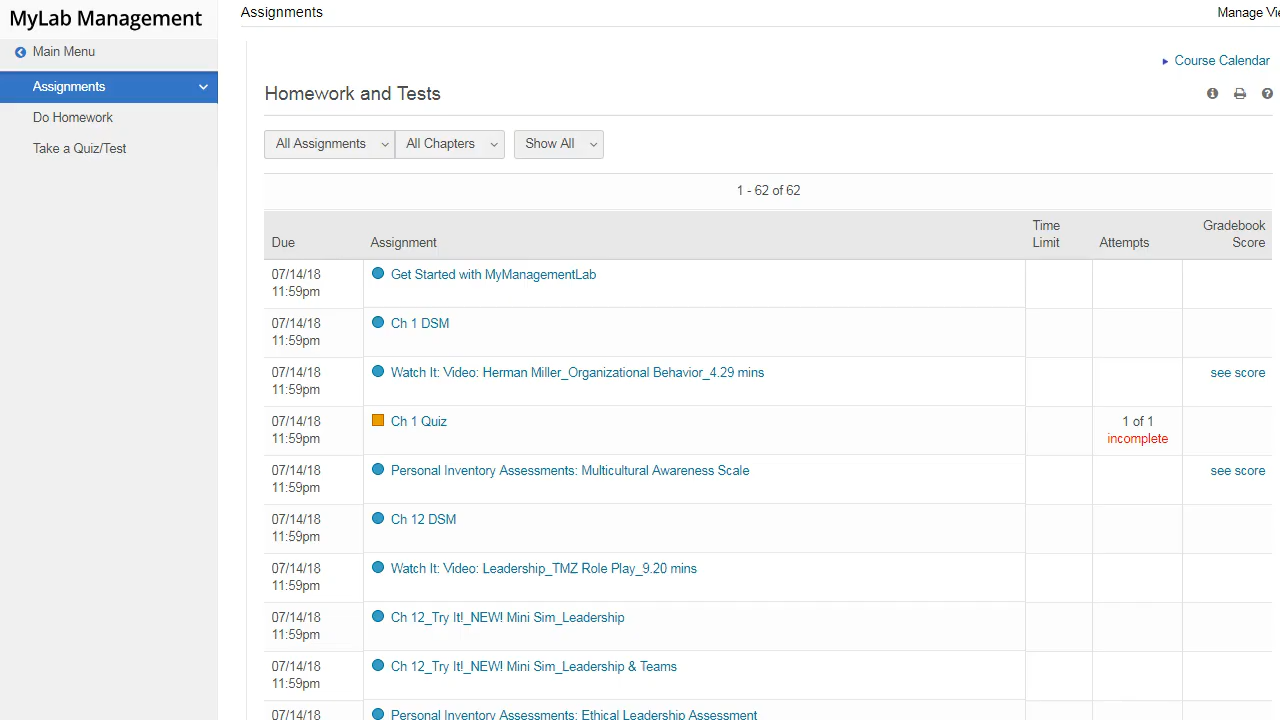 MyLab Management
Assignments
Manage Vie
Main Menu
Assignments
Do Homework
Take a Quiz/Test
Course Calendar
Homework and Tests
All Assignments All Chapters Show All
1 - 62 of 62
Due Assignment Time Limit Attempts Gradebook Score
07/14/18 11:59pm Get Started with MyManagementLab
07/14/18 11:59pm Ch 1 DSM
07/14/18 11:59pm Watch It: Video: Herman Miller_Organizational Behavior_4.29 mins see score
07/14/18 11:59pm Ch 1 Quiz 1 of 1 incomplete
07/14/18 11:59pm Personal Inventory Assessments: Multicultural Awareness Scale see score
07/14/18 11:59pm Ch 12 DSM
07/14/18 11:59pm Watch It: Video: Leadership_TMZ Role Play_9.20 mins
07/14/18 11:59pm Ch 12_Try It!_NEW! Mini Sim_Leadership
07/14/18 11:59pm Ch 12_Try It!_NEW! Mini Sim_Leadership & Teams
07/14/18 Personal Inventory Assessments: Ethical Leadership Assessment